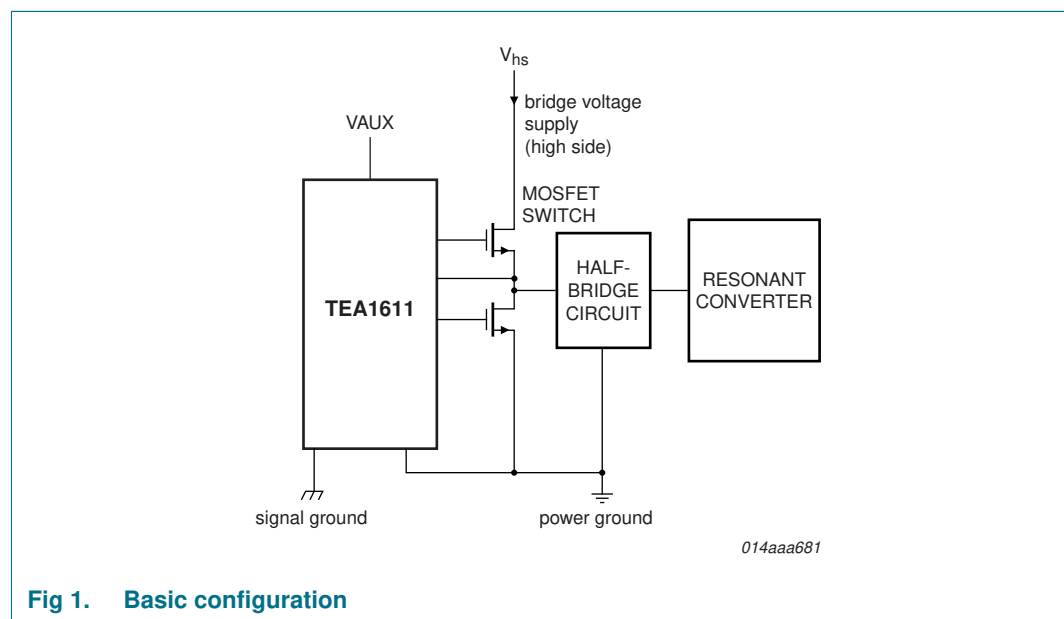 Vhs
bridge voltage
supply
(high side)
VAUX
MOSFET
SWITCH
TEA1611
HALF-
BRIDGE
CIRCUIT
RESONANT
CONVERTER
signal ground
power ground
014aaa681
Fig 1. Basic configuration